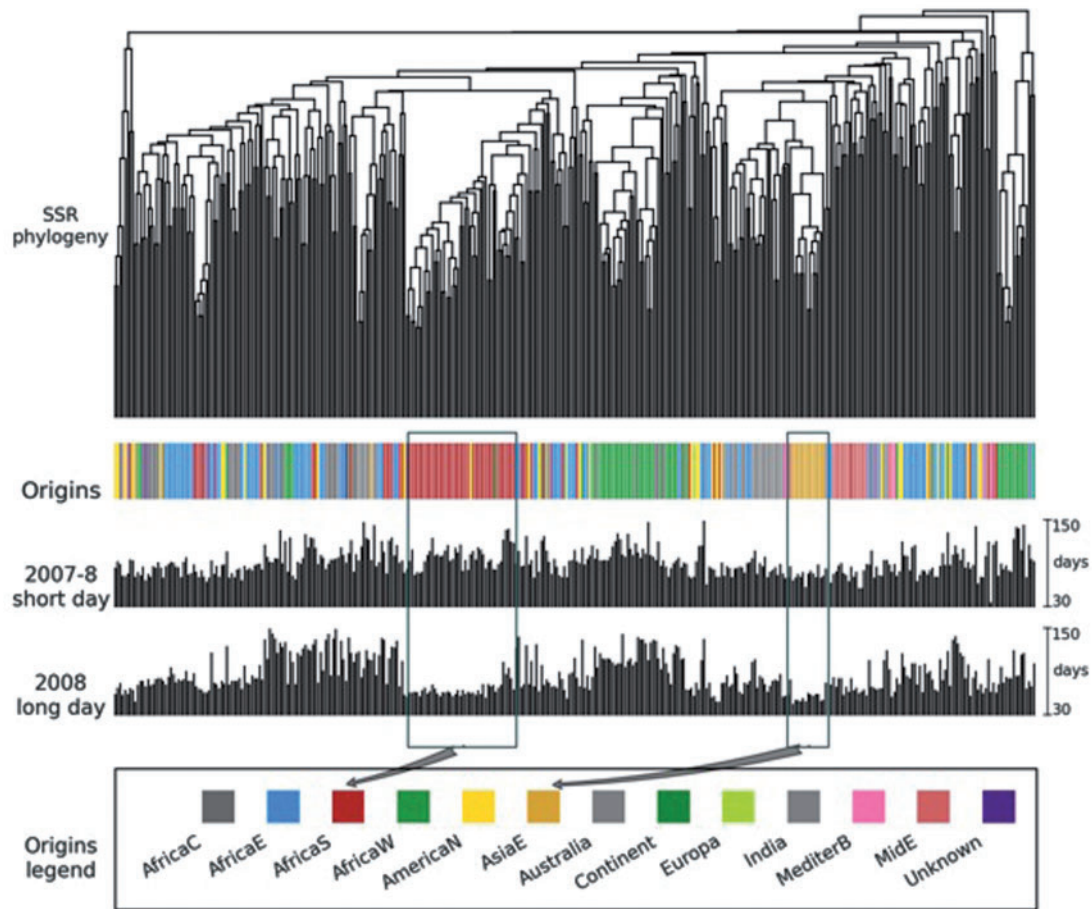 SSR
phylogeny
Origins
2007-8
short day
150
days
30
2008
long day
150
days
30
Origins
legend
AfricaC
AfricaE
AfricaS
AfricaW
AmericaN
AsiaE
Australia
Continent
Europa
India
MediterB
MidE
Unknown